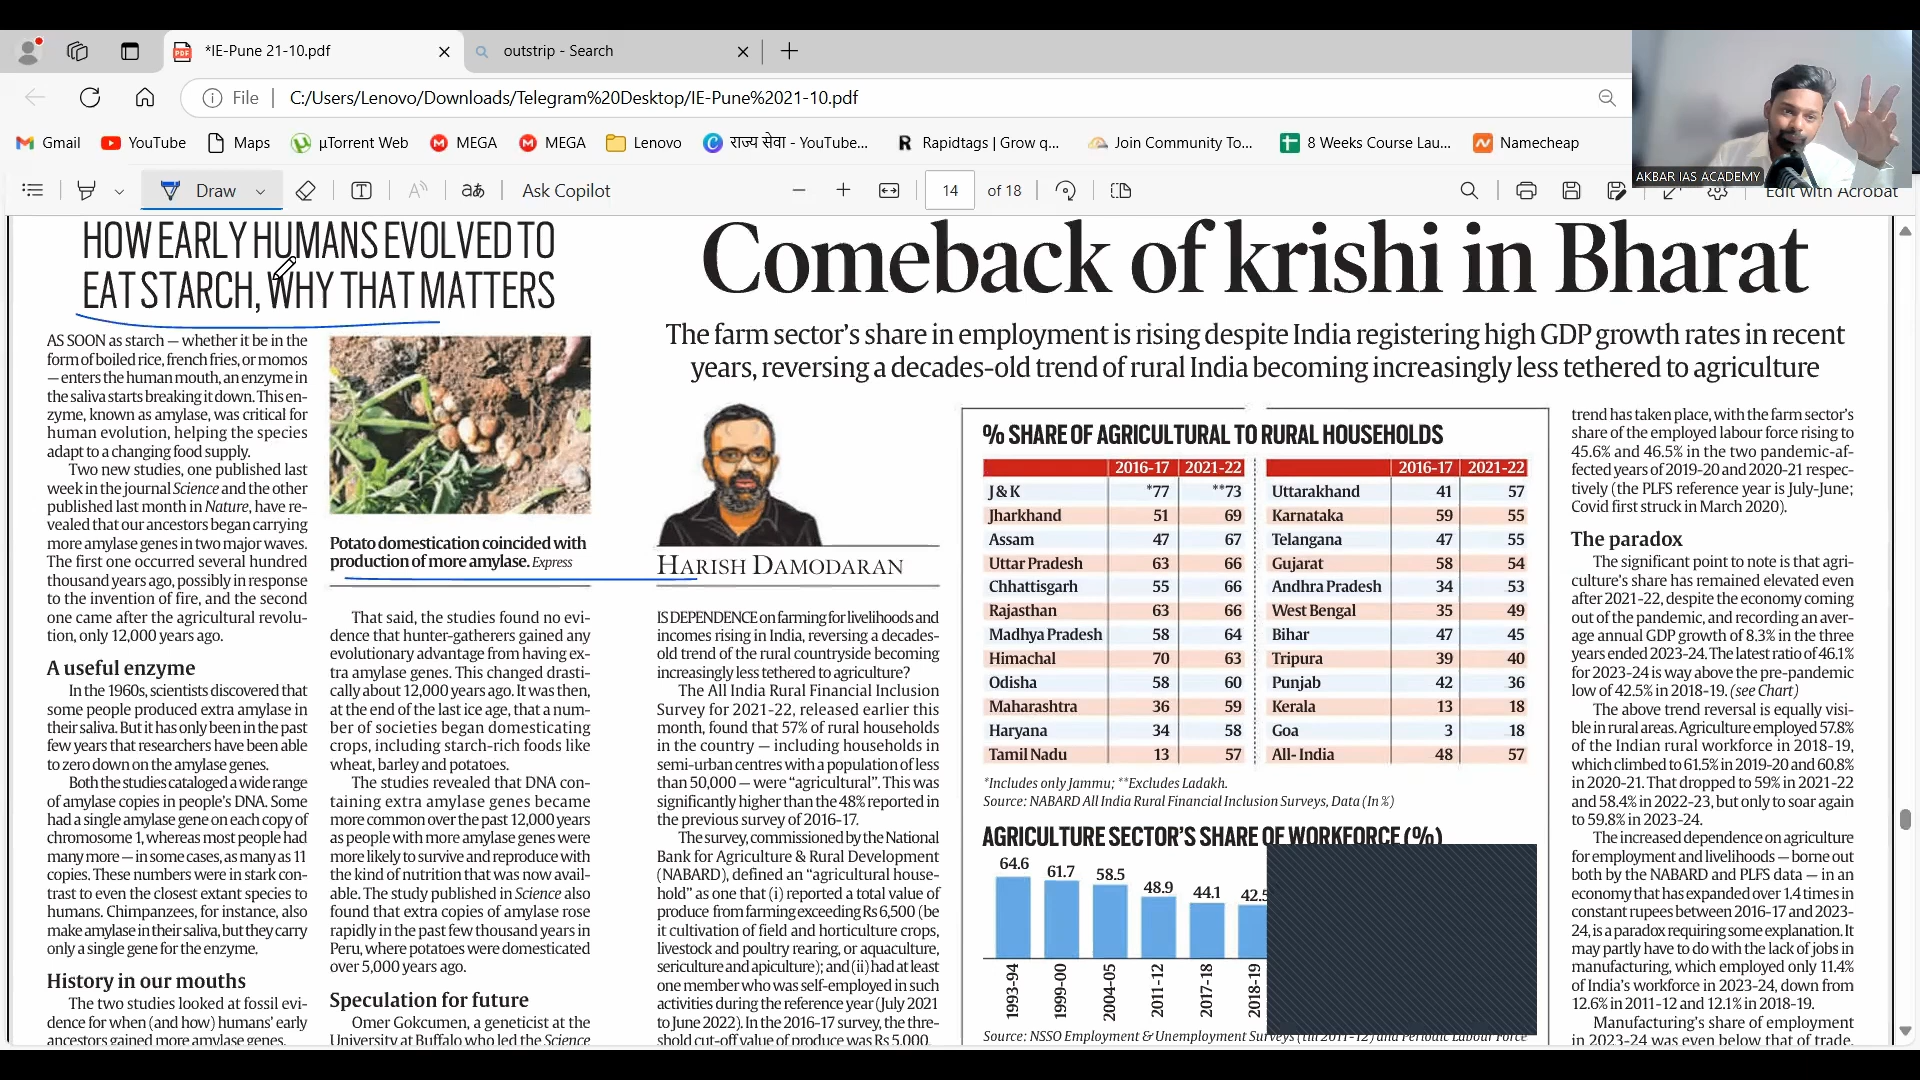 *IE-Pune 21-10.pdf
outstrip - Search
File
C:/Users/Lenovo/Downloads/Telegram%20Desktop/IE-Pune%2021-10.pdf
Gmail
YouTube
Maps
µTorrent Web
MEGA
MEGA
Lenovo
राज्य सेवा - YouTube...
Rapidtags | Grow q...
Join Community To...
8 Weeks Course Lau...
Namecheap
AKBAR IAS ACADEMY
Draw
Ask Copilot
14 of 18
Edit with Acrobat
HOW EARLY HUMANS EVOLVED TO
EAT STARCH, WHY THAT MATTERS
AS SOON as starch — whether it be in the
form of boiled rice, french fries, or momos
— enters the human mouth, an enzyme in
the saliva starts breaking it down. This en-
zyme, known as amylase, was critical for
human evolution, helping the species
adapt to a changing food supply.
Two new studies, one published last
week in the journal Science and the other
published last month in Nature, have re-
vealed that our ancestors began carrying
more amylase genes in two major waves.
The first one occurred several hundred
thousand years ago, possibly in response
to the invention of fire, and the second
one came after the agricultural revolu-
tion, only 12,000 years ago.
A useful enzyme
In the 1960s, scientists discovered that
some people produced extra amylase in
their saliva. But it has only been in the past
few years that researchers have been able
to zero down on the amylase genes.
Both the studies cataloged a wide range
of amylase copies in people's DNA. Some
had a single amylase gene on each copy of
chromosome 1, whereas most people had
many more — in some cases, as many as 11
copies. These numbers were in stark con-
trast to even the closest extant species to
humans. Chimpanzees, for instance, also
make amylase in their saliva, but they carry
only a single gene for the enzyme.
History in our mouths
The two studies looked at fossil evi-
dence for when (and how) humans' early
ancestors gained more amylase genes.
Potato domestication coincided with
production of more amylase. Express
That said, the studies found no evi-
dence that hunter-gatherers gained any
evolutionary advantage from having ex-
tra amylase genes. This changed drasti-
cally about 12,000 years ago. It was then,
at the end of the last ice age, that a num-
ber of societies began domesticating
crops, including starch-rich foods like
wheat, barley and potatoes.
The studies revealed that DNA con-
taining extra amylase genes became
more common over the past 12,000 years
as people with more amylase genes were
more likely to survive and reproduce with
the kind of nutrition that was now avail-
able. The study published in Science also
found that extra copies of amylase rose
rapidly in the past few thousand years in
Peru, where potatoes were domesticated
over 5,000 years ago.
Speculation for future
Omer Gokcumen, a geneticist at the
University at Buffalo who led the Science
Comeback of krishi in Bharat
The farm sector's share in employment is rising despite India registering high GDP growth rates in recent
years, reversing a decades-old trend of rural India becoming increasingly less tethered to agriculture
HARISH DAMODARAN
IS DEPENDENCE on farming for livelihoods and
incomes rising in India, reversing a decades-
old trend of the rural countryside becoming
increasingly less tethered to agriculture?
The All India Rural Financial Inclusion
Survey for 2021-22, released earlier this
month, found that 57% of rural households
in the country — including households in
semi-urban centres with a population of less
than 50,000 — were "agricultural". This was
significantly higher than the 48% reported in
the previous survey of 2016-17.
The survey, commissioned by the National
Bank for Agriculture & Rural Development
(NABARD), defined an "agricultural house-
hold" as one that (i) reported a total value of
produce from farming exceeding Rs 6,500 (be
it cultivation of field and horticulture crops,
livestock and poultry rearing, or aquaculture,
sericulture and apiculture); and (ii) had at least
one member who was self-employed in such
activities during the reference year (July 2021
to June 2022). In the 2016-17 survey, the thre-
shold cut-off value of produce was Rs 5,000.
% SHARE OF AGRICULTURAL TO RURAL HOUSEHOLDS
2016-17 2021-22 2016-17 2021-22
J & K *77 **73 Uttarakhand 41 57
Jharkhand 51 69 Karnataka 59 55
Assam 47 67 Telangana 47 55
Uttar Pradesh 63 66 Gujarat 58 54
Chhattisgarh 55 66 Andhra Pradesh 34 53
Rajasthan 63 66 West Bengal 35 49
Madhya Pradesh 58 64 Bihar 47 45
Himachal 70 63 Tripura 39 40
Odisha 58 60 Punjab 42 36
Maharashtra 36 59 Kerala 13 18
Haryana 34 58 Goa 3 18
Tamil Nadu 13 57 All- India 48 57
*Includes only Jammu; **Excludes Ladakh.
Source: NABARD All India Rural Financial Inclusion Surveys, Data (In %)
AGRICULTURE SECTOR'S SHARE OF WORKFORCE (%)
64.6 61.7 58.5 48.9 44.1 42.5
1993-94 1999-00 2004-05 2011-12 2017-18 2018-19
Source: NSSO Employment & Unemployment Surveys (till 2011-12) and Periodic Labour Force
trend has taken place, with the farm sector's
share of the employed labour force rising to
45.6% and 46.5% in the two pandemic-af-
fected years of 2019-20 and 2020-21 respec-
tively (the PLFS reference year is July-June;
Covid first struck in March 2020).
The paradox
The significant point to note is that agri-
culture's share has remained elevated even
after 2021-22, despite the economy coming
out of the pandemic, and recording an aver-
age annual GDP growth of 8.3% in the three
years ended 2023-24. The latest ratio of 46.1%
for 2023-24 is way above the pre-pandemic
low of 42.5% in 2018-19. (see Chart)
The above trend reversal is equally visi-
ble in rural areas. Agriculture employed 57.8%
of the Indian rural workforce in 2018-19,
which climbed to 61.5% in 2019-20 and 60.8%
in 2020-21. That dropped to 59% in 2021-22
and 58.4% in 2022-23, but only to soar again
to 59.8% in 2023-24.
The increased dependence on agriculture
for employment and livelihoods — borne out
both by the NABARD and PLFS data — in an
economy that has expanded over 1.4 times in
constant rupees between 2016-17 and 2023-
24, is a paradox requiring some explanation. It
may partly have to do with the lack of jobs in
manufacturing, which employed only 11.4%
of India's workforce in 2023-24, down from
12.6% in 2011-12 and 12.1% in 2018-19.
Manufacturing's share of employment
in 2023-24 was even below that of trade,